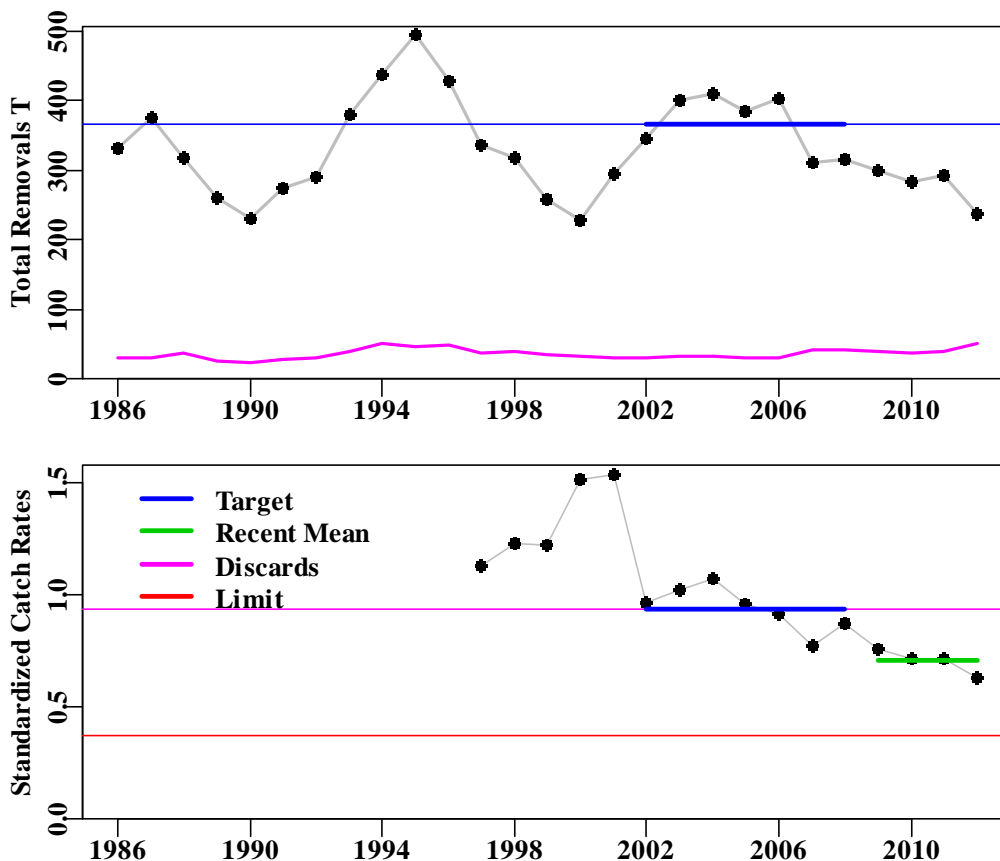 Total Removals T
500
400
300
200
100
0
1986 1990 1994 1998 2002 2006 2010
Standardized Catch Rates
1.5
1.0
0.5
0.0
Target
Recent Mean
Discards
Limit
1986 1990 1994 1998 2002 2006 2010